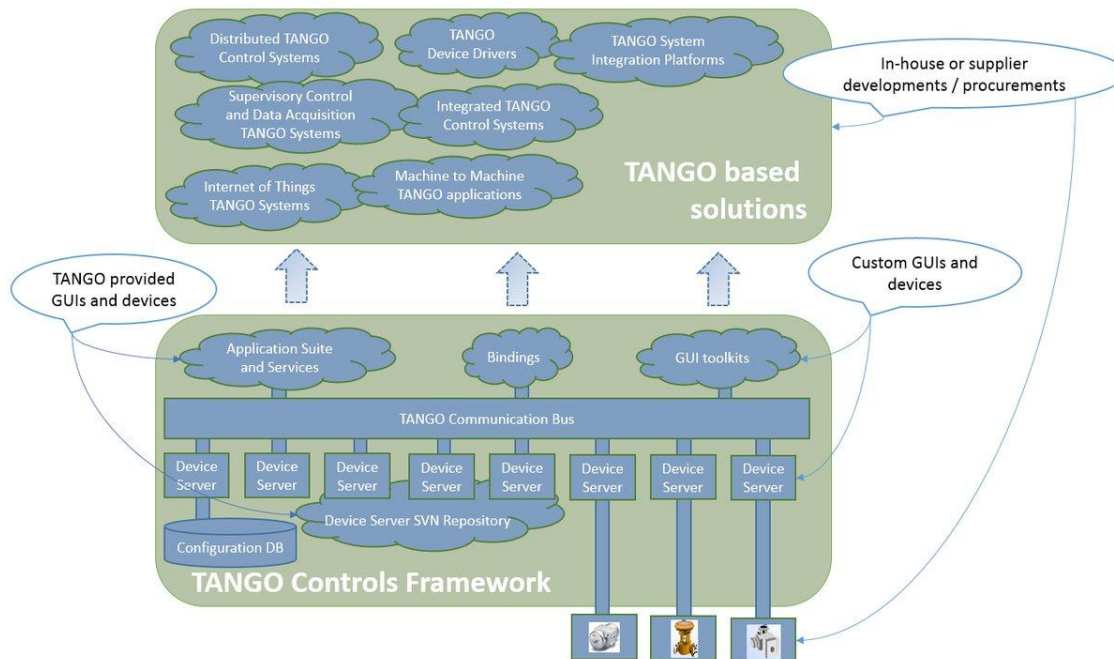 Distributed TANGO
Control Systems
TANGO
Device Drivers
TANGO System
Integration Platforms
In-house or supplier
developments / procurements
Supervisory Control
and Data Acquisition
TANGO Systems
Integrated TANGO
Control Systems
Internet of Things
TANGO Systems
Machine to Machine
TANGO applications
TANGO based
solutions
TANGO provided
GUIs and devices
Custom GUIs and
devices
Application Suite
and Services
Bindings
GUI toolkits
TANGO Communication Bus
Device
Server
Device
Server
Device
Server
Device
Server
Device
Server
Device
Server
Device
Server
Device
Server
Device Server SVN Repository
Configuration DB
TANGO Controls Framework